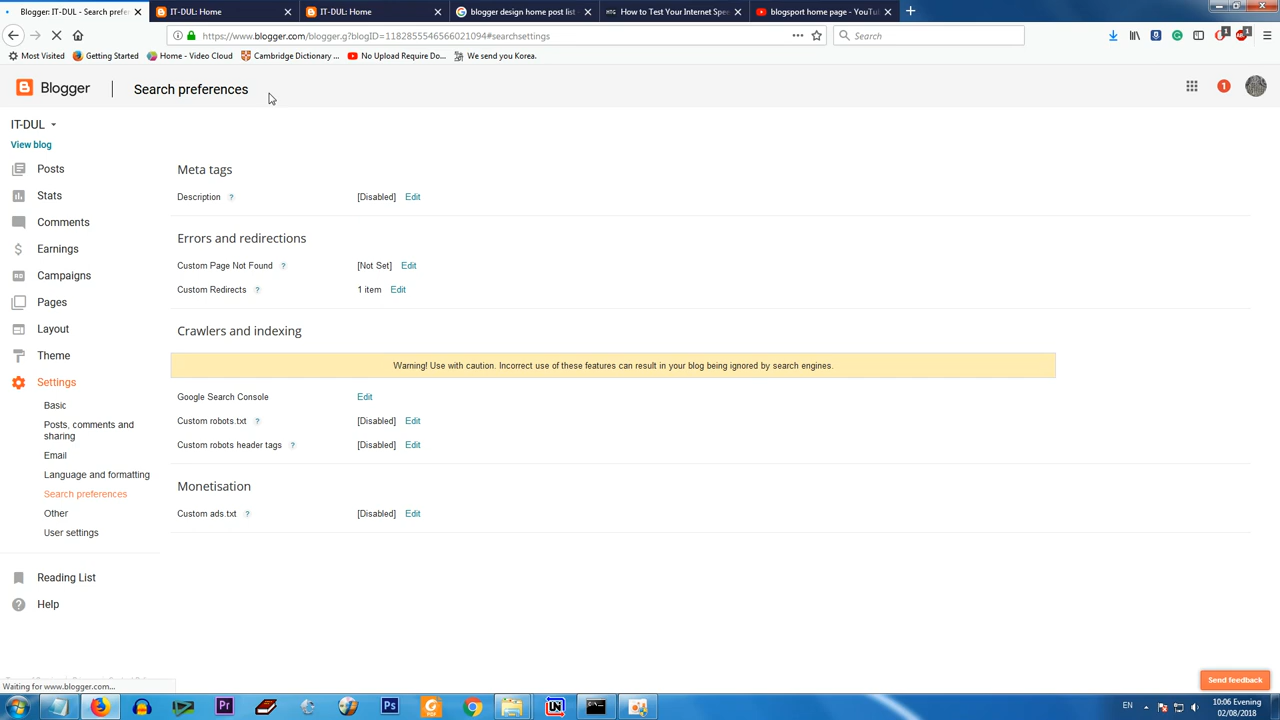 Blogger: IT-DUL - Search prefer
IT-DUL: Home
IT-DUL: Home
blogger design home post list
How to Test Your Internet Spe
blogsport home page - YouTu
https://www.blogger.com/blogger.g?blogID=1182855546566021094#searchsettings
Search
Most Visited
Getting Started
Home - Video Cloud
Cambridge Dictionary ...
No Upload Require Do...
We send you Korea.
Blogger
Search preferences
1
IT-DUL
View blog
Posts
Stats
Comments
Earnings
Campaigns
Pages
Layout
Theme
Settings
Basic
Posts, comments and
sharing
Email
Language and formatting
Search preferences
Other
User settings
Reading List
Help
Meta tags
Description ? [Disabled] Edit
Errors and redirections
Custom Page Not Found ? [Not Set] Edit
Custom Redirects ? 1 item Edit
Crawlers and indexing
Warning! Use with caution. Incorrect use of these features can result in your blog being ignored by search engines.
Google Search Console Edit
Custom robots.txt ? [Disabled] Edit
Custom robots header tags ? [Disabled] Edit
Monetisation
Custom ads.txt ? [Disabled] Edit
Send feedback
Waiting for www.blogger.com...
EN
10:06 Evening
02/08/2018